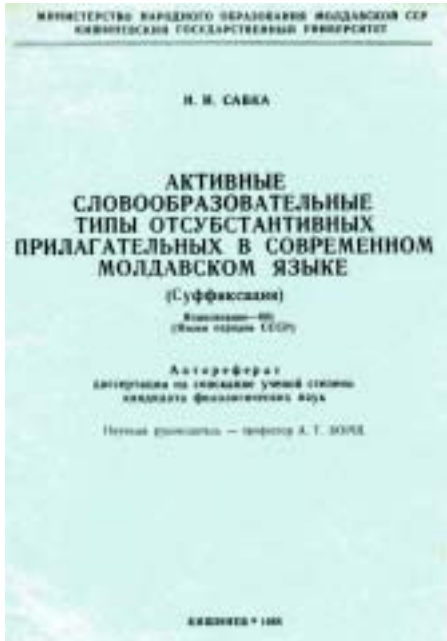 МИНИСТЕРСТВО НАРОДНОГО ОБРАЗОВАНИЯ МОЛДАВСКОЙ ССР
КИШИНЕВСКИЙ ГОСУДАРСТВЕННЫЙ УНИВЕРСИТЕТ
И. И. САВКА
АКТИВНЫЕ
СЛОВООБРАЗОВАТЕЛЬНЫЕ
ТИПЫ ОТСУБСТАНТИВНЫХ
ПРИЛАГАТЕЛЬНЫХ В СОВРЕМЕННОМ
МОЛДАВСКОМ ЯЗЫКЕ
(Суффиксация)
(Языки народов СССР)
Автореферат
диссертации на соискание ученой степени
кандидата филологических наук
Научный руководитель — профессор А. Т.
КИШИНЕВ *